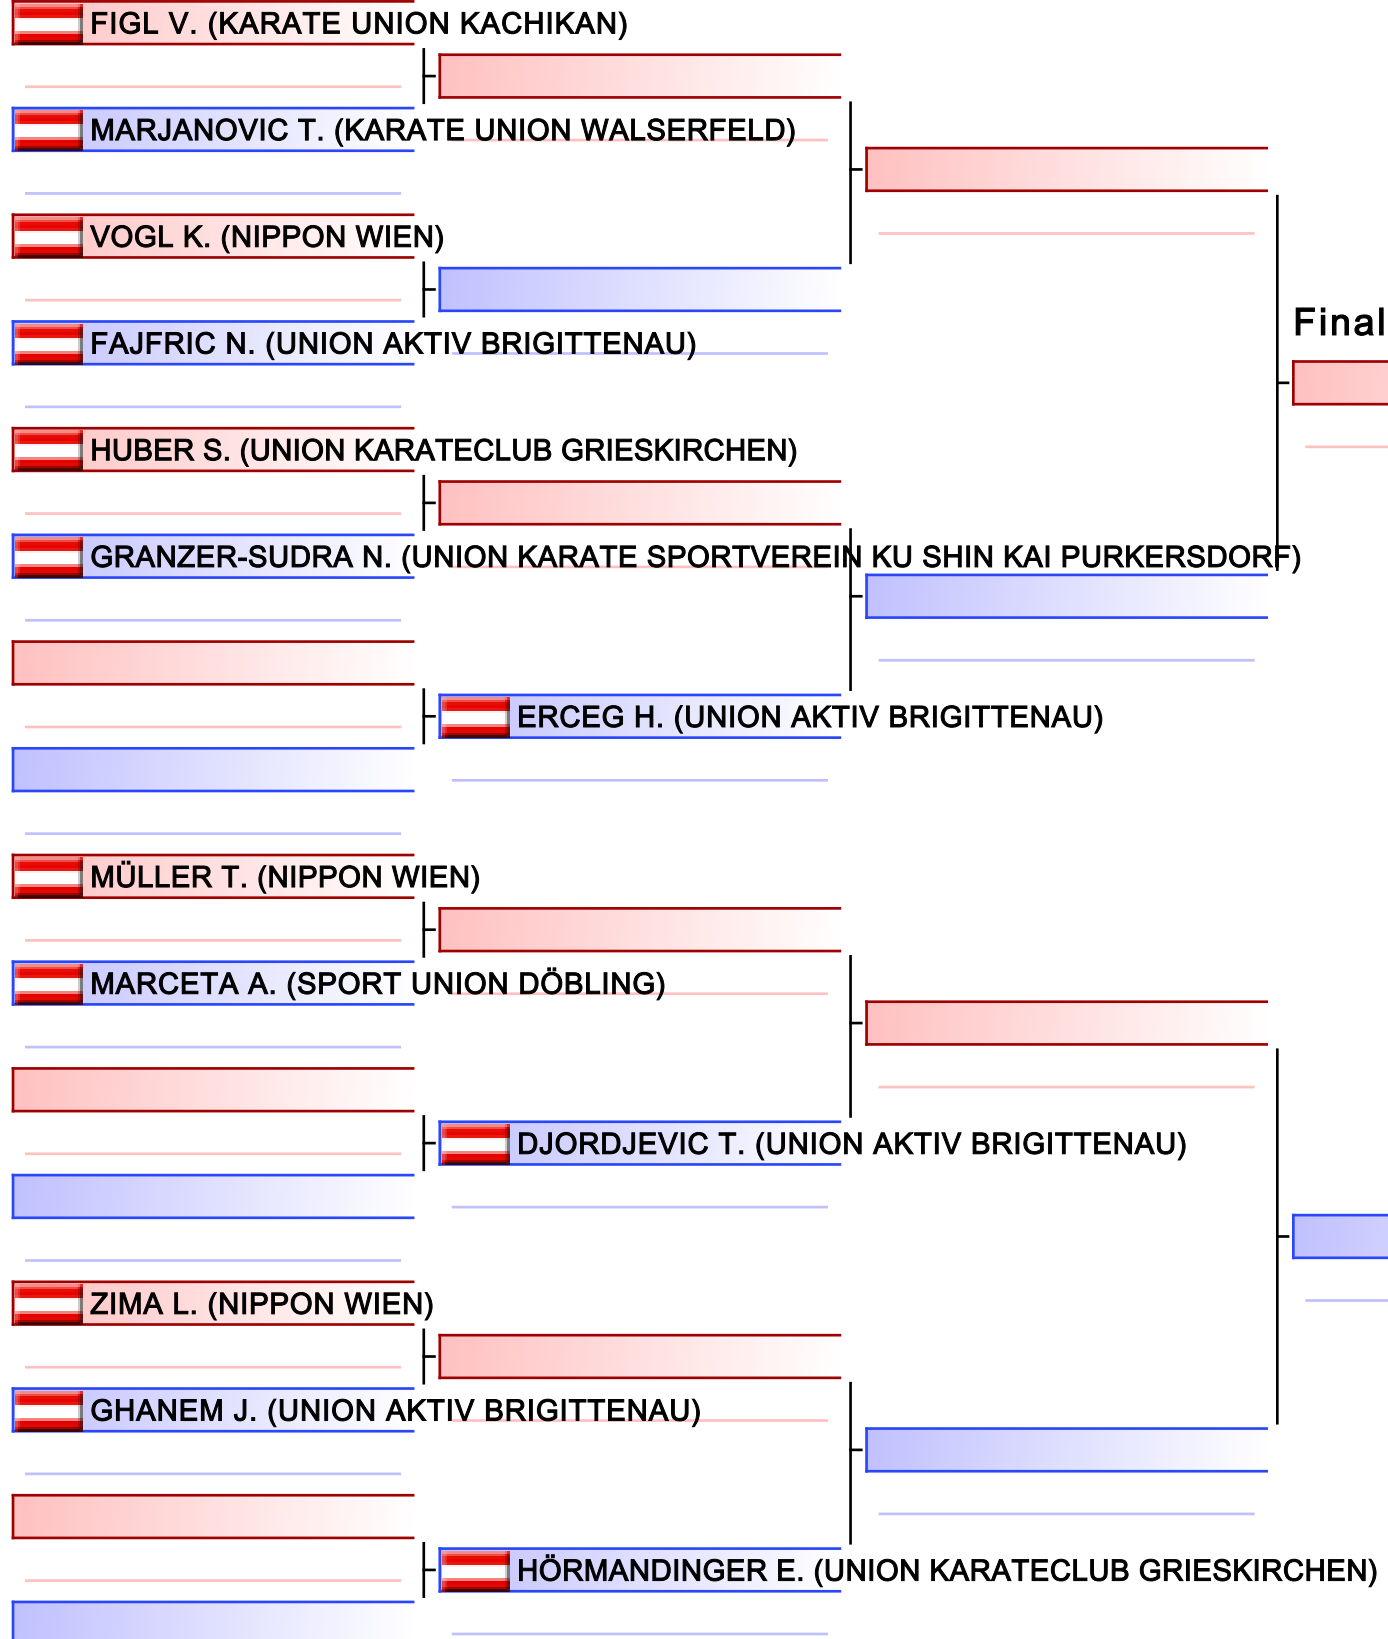 FIGL V. (KARATE UNION KACHIKAN)
MARJANOVIC T. (KARATE UNION WALSERFELD)
VOGL K. (NIPPON WIEN)
Final
FAJFRIC N. (UNION AKTIV BRIGITTENAU)
HUBER S. (UNION KARATECLUB GRIESKIRCHEN)
GRANZER-SUDRA N. (UNION KARATE SPORTVEREIN KU SHIN KAI PURKERSDORF)
ERCEG H. (UNION AKTIV BRIGITTENAU)
MÜLLER T. (NIPPON WIEN)
MARCETA A. (SPORT UNION DÖBLING)
DJORDJEVIC T. (UNION AKTIV BRIGITTENAU)
ZIMA L. (NIPPON WIEN)
GHANEM J. (UNION AKTIV BRIGITTENAU)
HÖRMANDINGER E. (UNION KARATECLUB GRIESKIRCHEN)